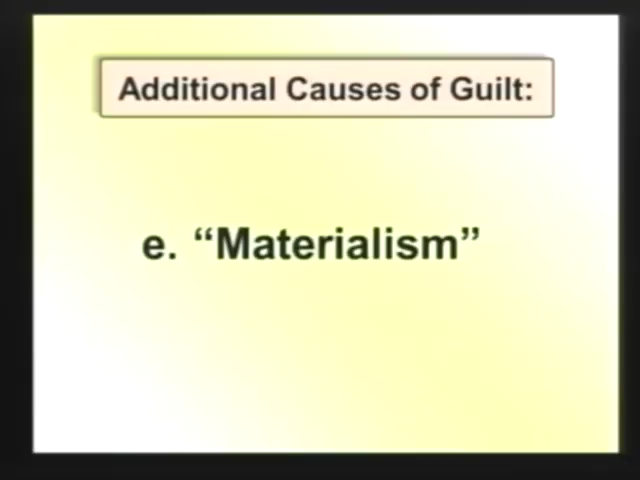 Additional Causes of Guilt:
e. “Materialism”